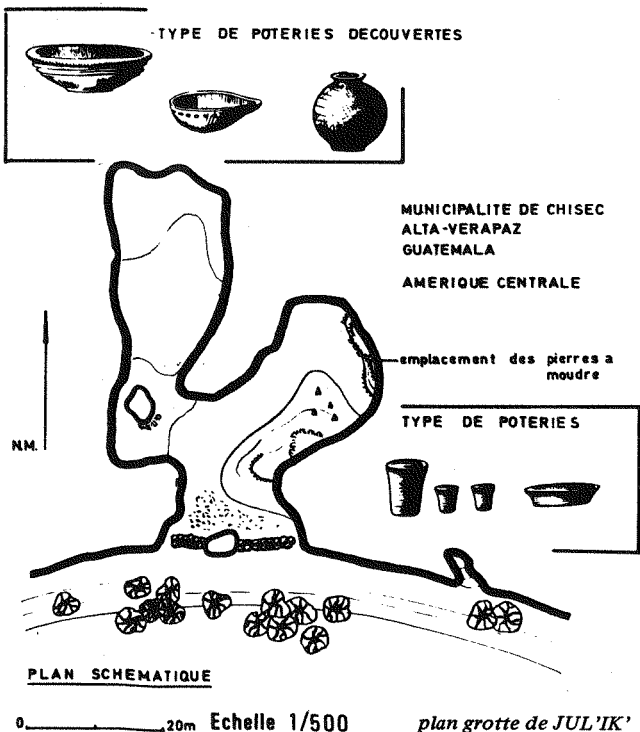 TYPE DE POTERIES DECOUVERTES
MUNICIPALITE DE CHISEC
ALTA-VERAPAZ
GUATEMALA
AMERIQUE CENTRALE
emplacement des pierres a
moudre
TYPE DE POTERIES
N.M.
PLAN SCHEMATIQUE
0 20m Echelle 1/500 plan grotte de JUL'IK'